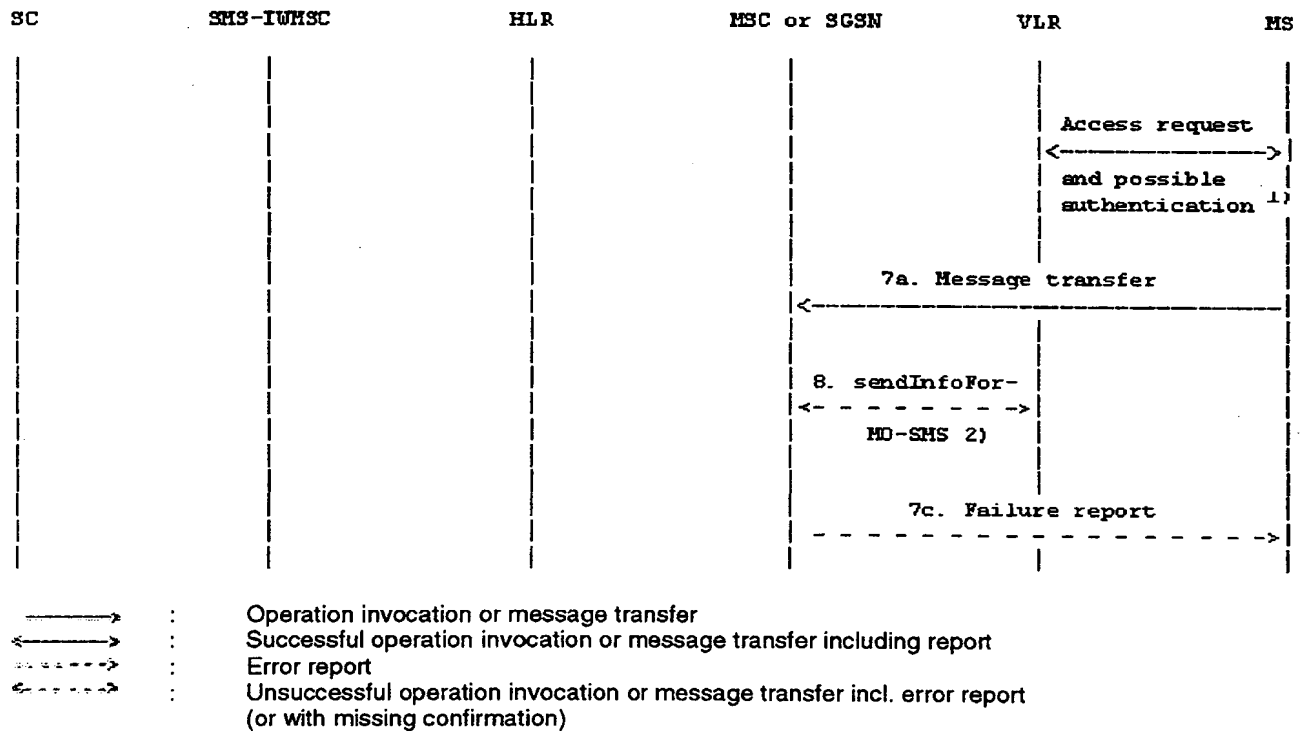 SC SMS-IWMSC HLR MSC or SGSN VLR MS
Access request
and possible
authentication 1)
7a. Message transfer
8. sendInfoFor-
MO-SMS 2)
7c. Failure report
: Operation invocation or message transfer
: Successful operation invocation or message transfer including report
: Error report
: Unsuccessful operation invocation or message transfer incl. error report
(or with missing confirmation)